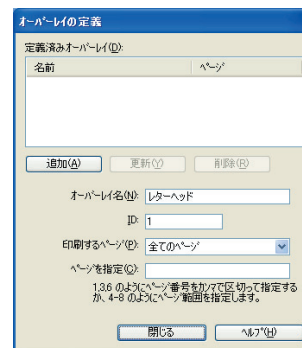 オーバーレイの定義
定義済みオーバーレイ(D):
名前 ページ
追加(A) 更新(Y) 削除(R)
オーバーレイ名(N): レターヘッド
ID: 1
印刷するページ(P): 全てのページ
ページを指定(C):
1,3,6 のようにページ番号をカンマで区切って指定する
か、4-8 のようにページ範囲を指定します。
閉じる ヘルプ(H)